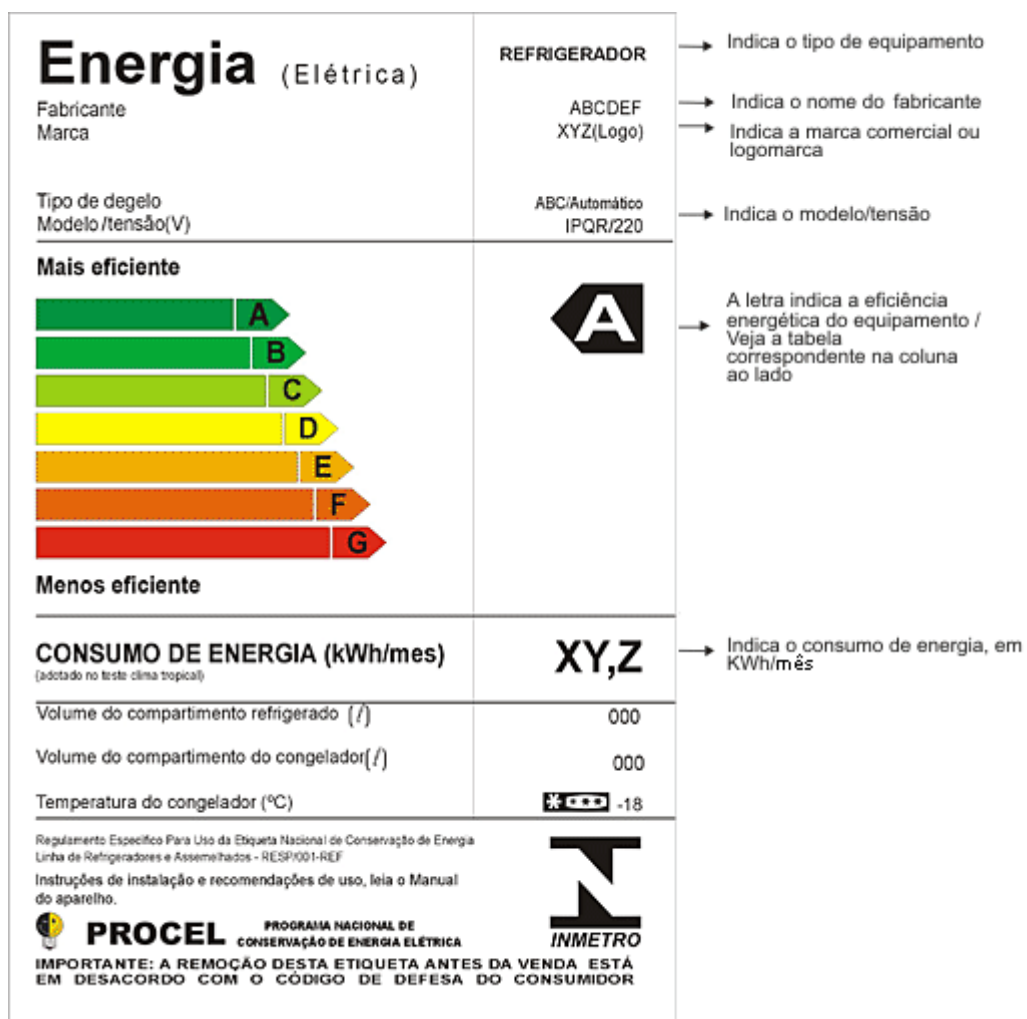 Energia (Elétrica)
REFRIGERADOR
Indica o tipo de equipamento
Fabricante
ABCDEF
Indica o nome do fabricante
Marca
XYZ(Logo)
Indica a marca comercial ou
logomarca
Tipo de degelo
ABC/Automático
Modelo/tensão(V)
IPQR/220
Indica o modelo/tensão
Mais eficiente
A
B
C
D
E
F
G
Menos eficiente
A
A letra indica a eficiência
energética do equipamento /
Veja a tabela
correspondente na coluna
ao lado
CONSUMO DE ENERGIA (kWh/mes)
(adotado no teste clima tropical)
XY,Z
Indica o consumo de energia, em
KWh/mês
Volume do compartimento refrigerado (l)
000
Volume do compartimento do congelador(l)
000
Temperatura do congelador (ºC)
-18
Regulamento Específico Para Uso da Etiqueta Nacional de Conservação de Energia
Linha de Refrigeradores e Assemelhados - RESP/001-REF
Instruções de instalação e recomendações de uso, leia o Manual
do aparelho.
PROCEL
PROGRAMA NACIONAL DE
CONSERVAÇÃO DE ENERGIA ELÉTRICA
INMETRO
IMPORTANTE: A REMOÇÃO DESTA ETIQUETA ANTES DA VENDA ESTÁ
EM DESACORDO COM O CÓDIGO DE DEFESA DO CONSUMIDOR